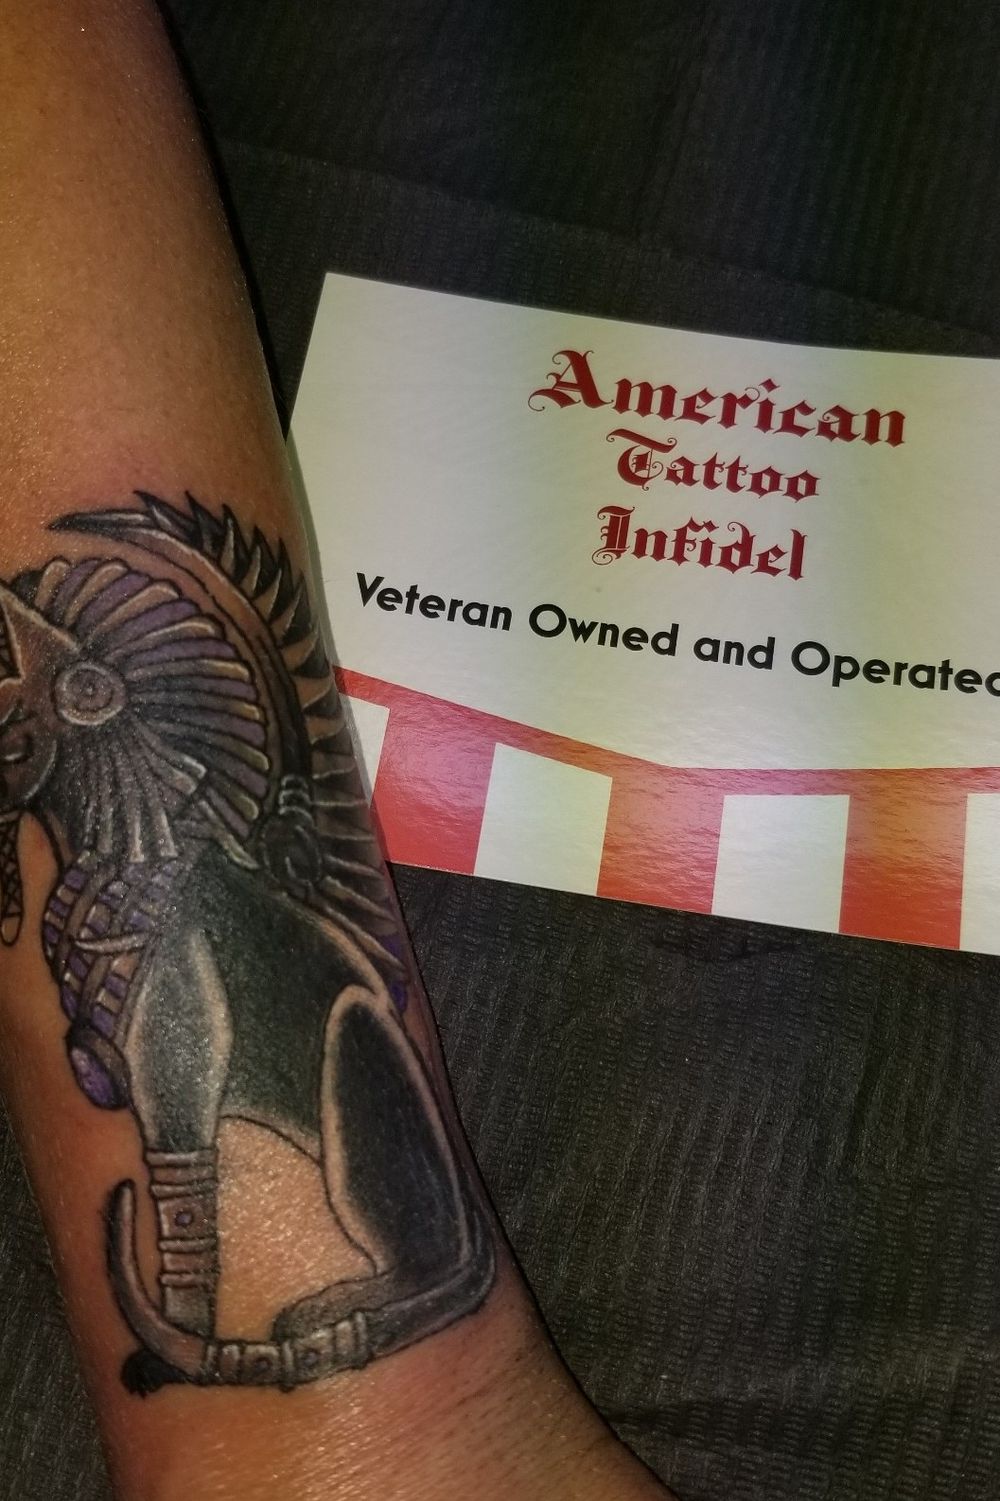 American
Tattoo
Infidel
Veteran Owned and Operated